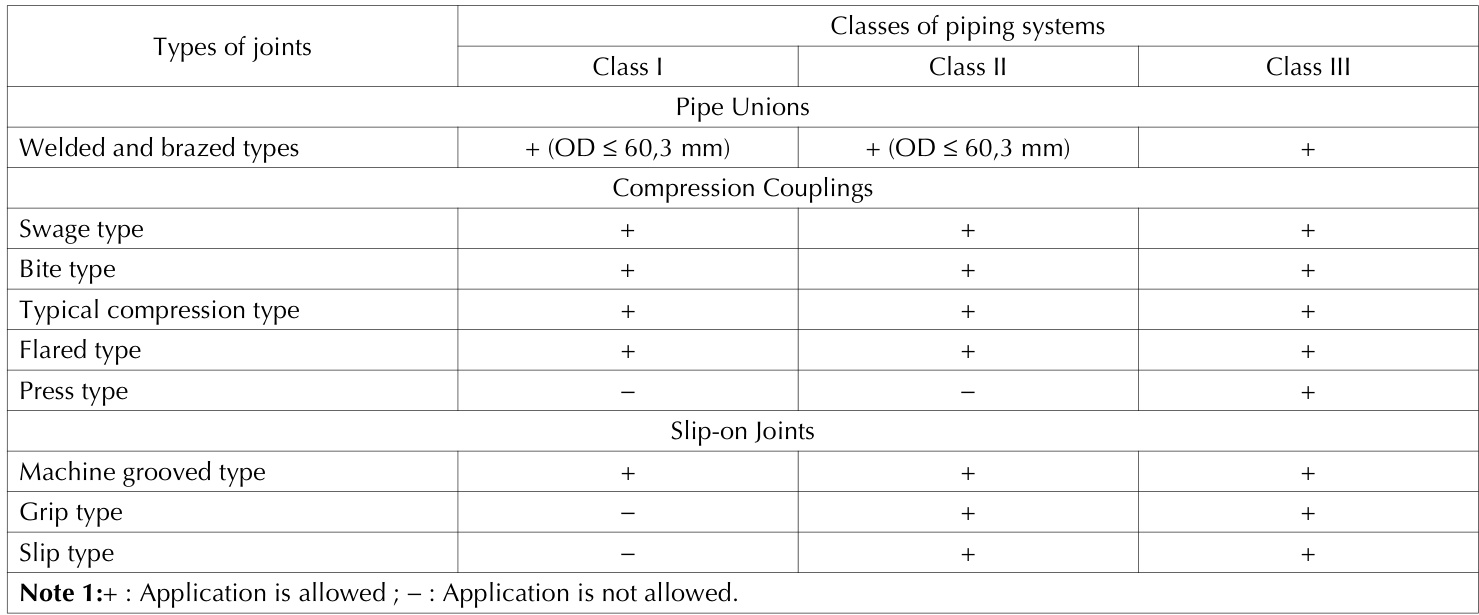 Types of joints
Classes of piping systems
Class I Class II Class III
Pipe Unions
Welded and brazed types + (OD ≤ 60,3 mm) + (OD ≤ 60,3 mm) +
Compression Couplings
Swage type + + +
Bite type + + +
Typical compression type + + +
Flared type + + +
Press type – – +
Slip-on Joints
Machine grooved type + + +
Grip type – + +
Slip type – + +
Note 1:+ : Application is allowed ; – : Application is not allowed.